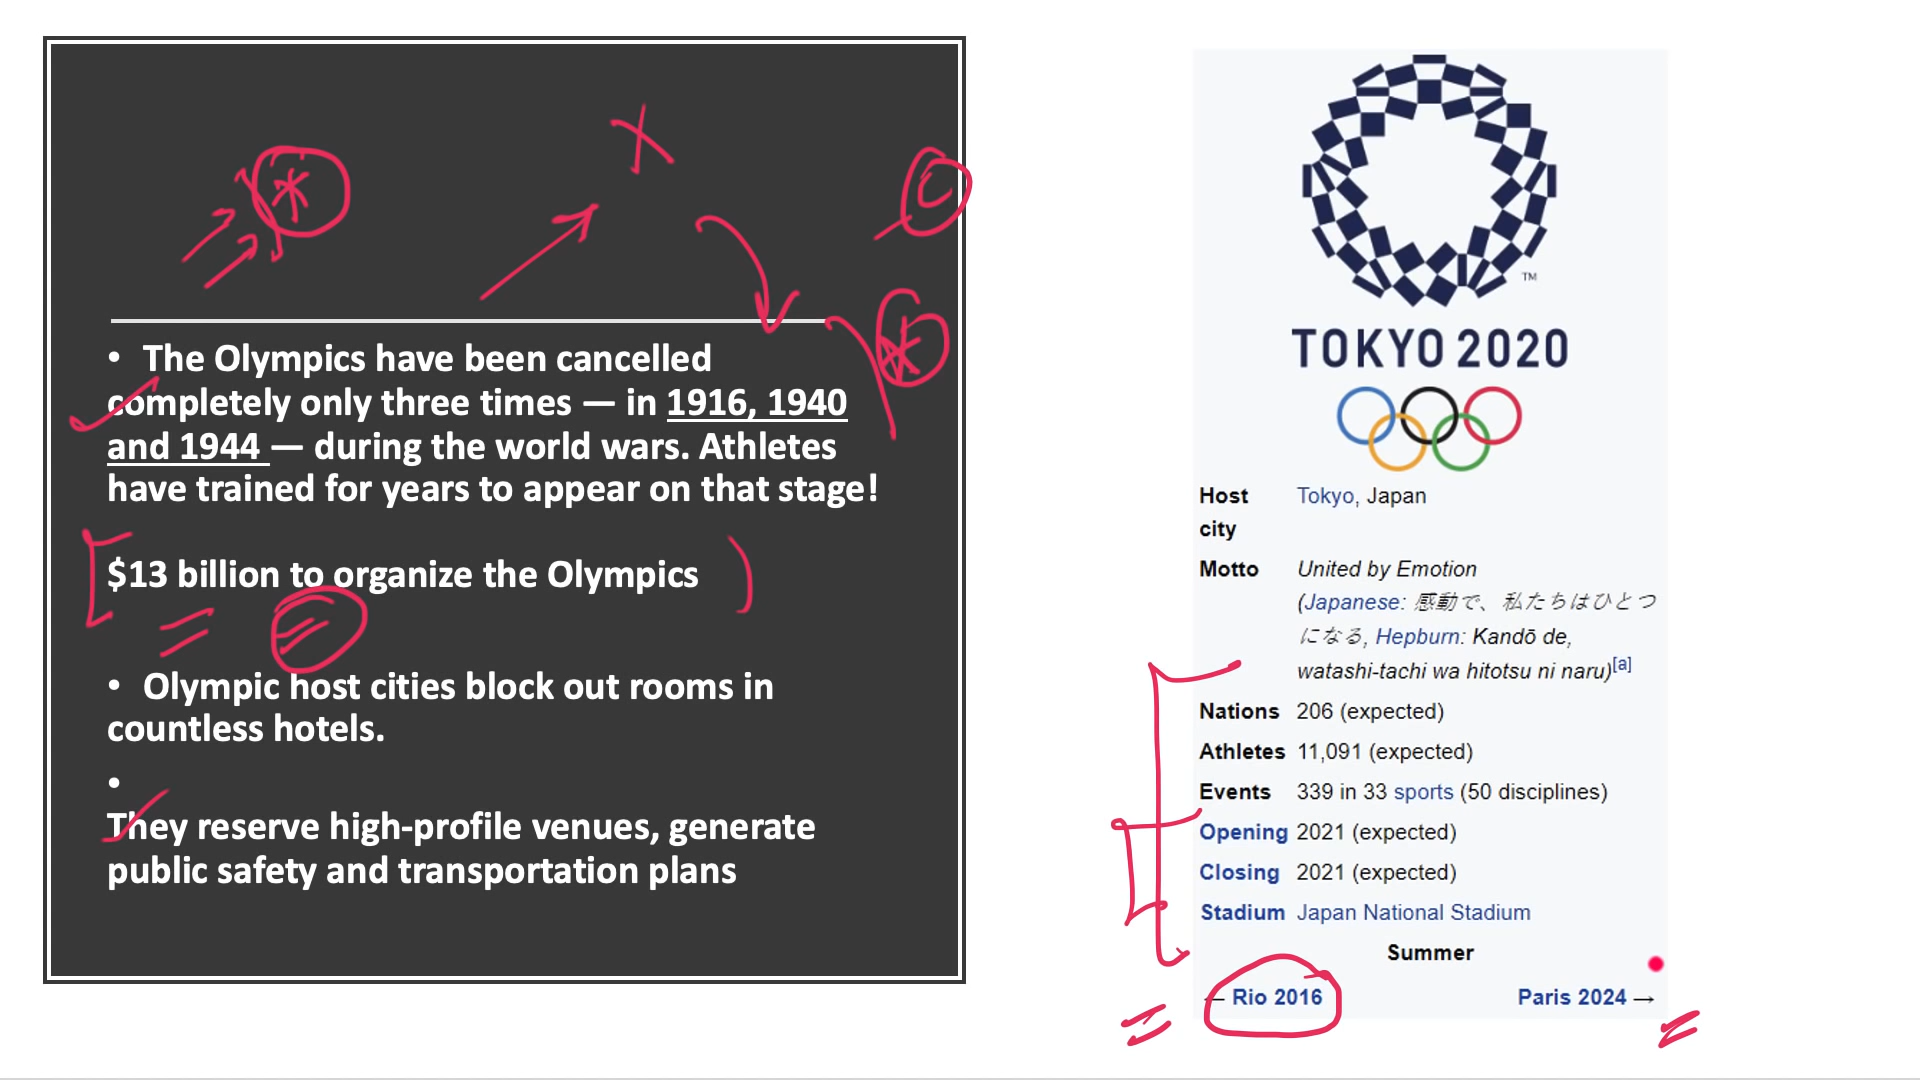 • The Olympics have been cancelled
completely only three times — in 1916, 1940
and 1944 — during the world wars. Athletes
have trained for years to appear on that stage!
$13 billion to organize the Olympics
• Olympic host cities block out rooms in
countless hotels.
•
They reserve high-profile venues, generate
public safety and transportation plans
TM
TOKYO 2020
Host city Tokyo, Japan
Motto United by Emotion
(Japanese: 感動で、私たちはひとつ
になる, Hepburn: Kandō de,
watashi-tachi wa hitotsu ni naru)[a]
Nations 206 (expected)
Athletes 11,091 (expected)
Events 339 in 33 sports (50 disciplines)
Opening 2021 (expected)
Closing 2021 (expected)
Stadium Japan National Stadium
Summer
← Rio 2016 Paris 2024 →